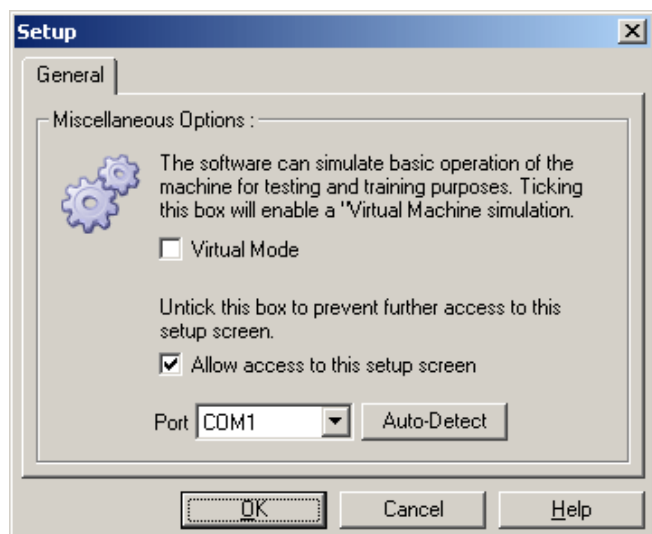 Setup
General
Miscellaneous Options :
The software can simulate basic operation of the
machine for testing and training purposes. Ticking
this box will enable a "Virtual Machine simulation.
Virtual Mode
Untick this box to prevent further access to this
setup screen.
Allow access to this setup screen
Port COM1 Auto-Detect
OK Cancel Help